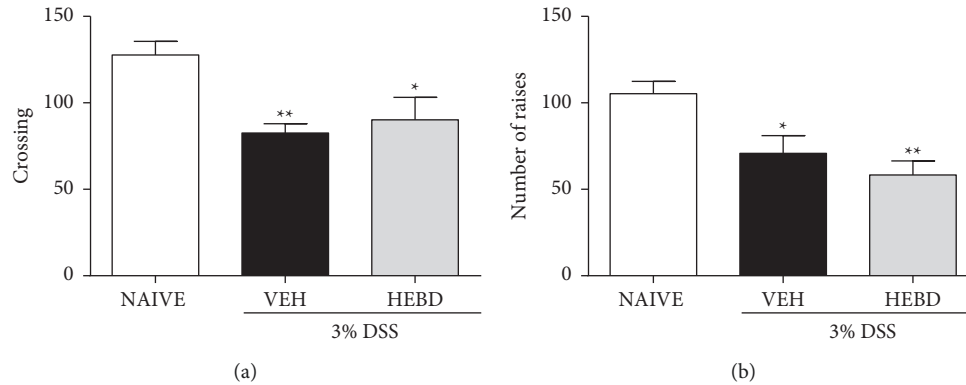 150
100
50
0
Crossing
**
*
NAIVE
VEH
HEBD
3% DSS
(a)
150
100
50
0
Number of raises
*
**
NAIVE
VEH
HEBD
3% DSS
(b)